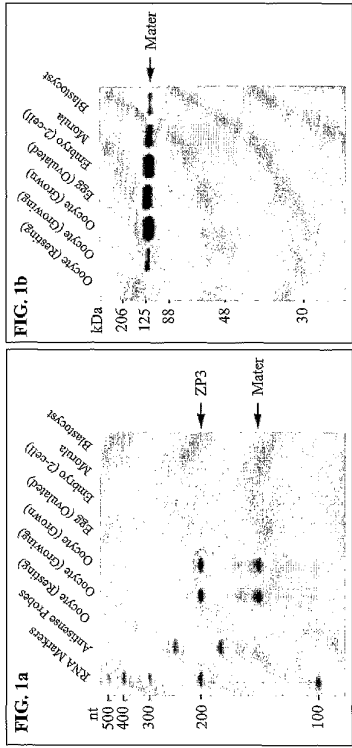 FIG. 1a
RNA Markers
Antisense Probes
Oocyte (Resting)
Oocyte (Growing)
Oocyte (Grown)
Egg (Ovulated)
Embryo (2-cell)
Morula
Blastocyst
nt
500
400
300
200
100
ZP3
Mater
FIG. 1b
Oocyte (Resting)
Oocyte (Growing)
Oocyte (Grown)
Egg (Ovulated)
Embryo (2-cell)
Morula
Blastocyst
kDa
206
125
88
48
30
Mater